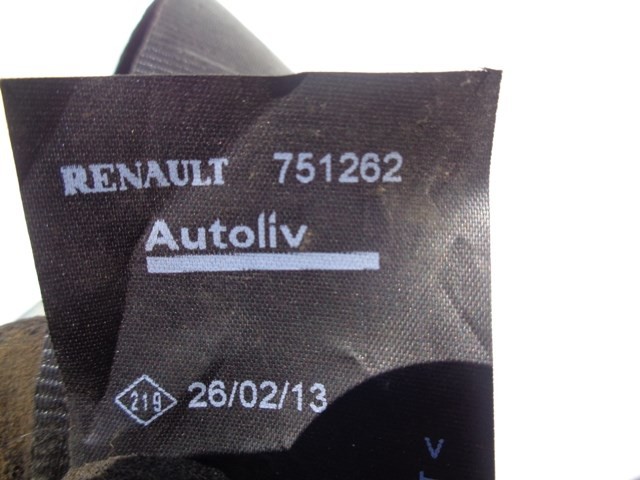 RENAULT 751262
Autoliv
219 26/02/13
V